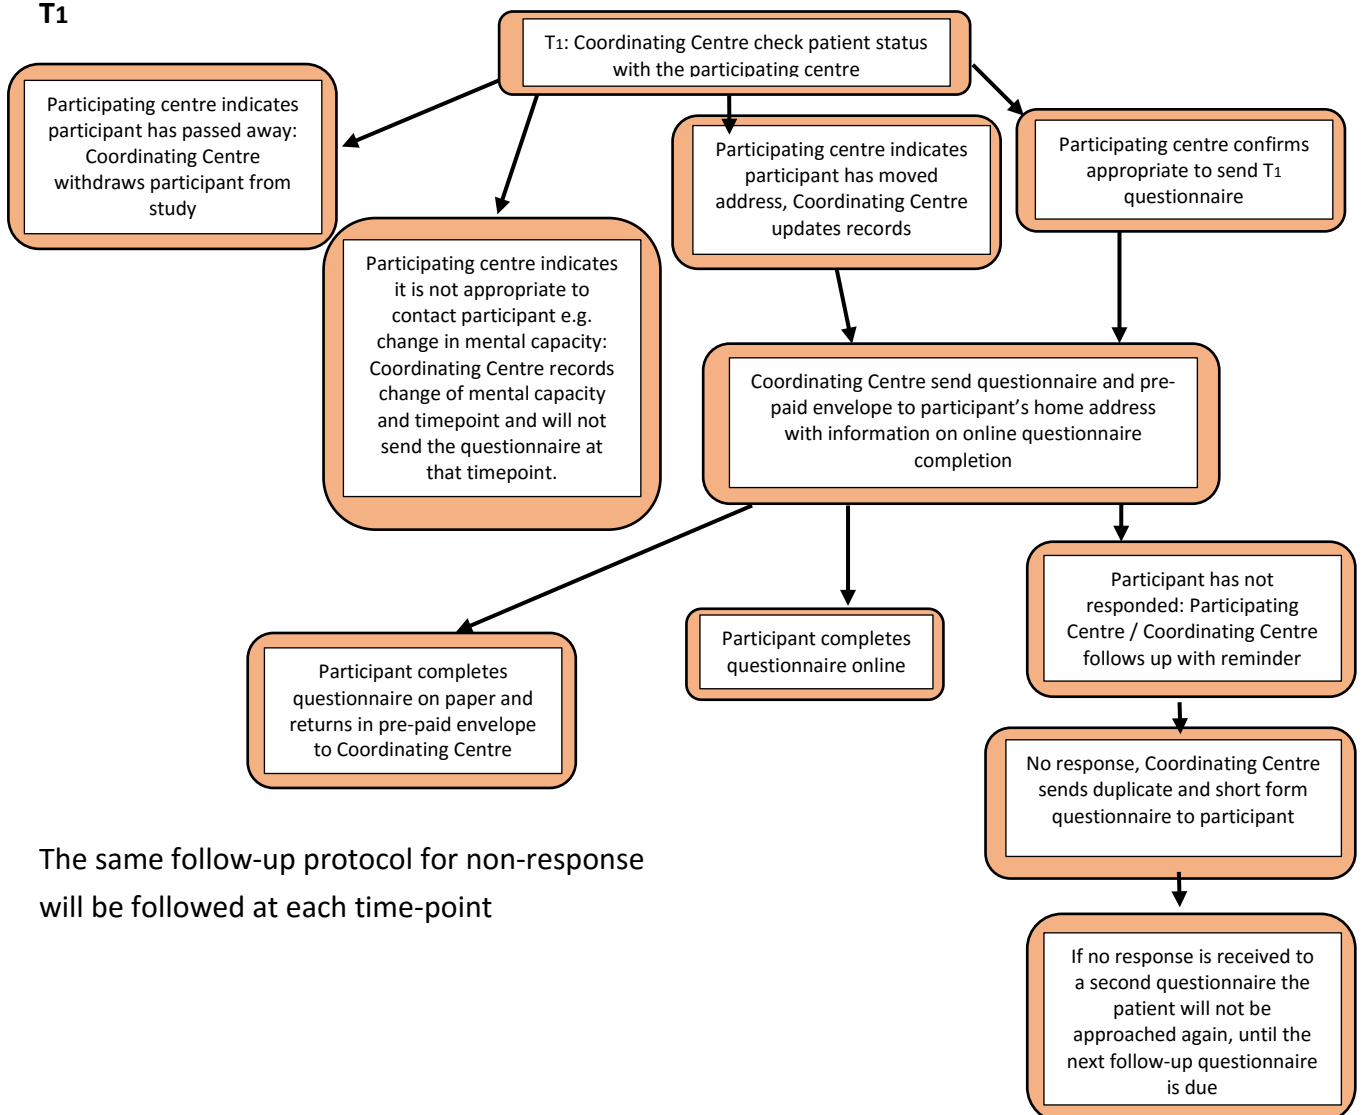 T1
T1: Coordinating Centre check patient status
with the participating centre
Participating centre indicates
participant has passed away:
Coordinating Centre
withdraws participant from
study
Participating centre indicates
it is not appropriate to
contact participant e.g.
change in mental capacity:
Coordinating Centre records
change of mental capacity
and timepoint and will not
send the questionnaire at
that timepoint.
Participating centre indicates
participant has moved
address, Coordinating Centre
updates records
Participating centre confirms
appropriate to send T1
questionnaire
Coordinating Centre send questionnaire and pre-
paid envelope to participant’s home address
with information on online questionnaire
completion
Participant completes
questionnaire on paper and
returns in pre-paid envelope
to Coordinating Centre
Participant completes
questionnaire online
Participant has not
responded: Participating
Centre / Coordinating Centre
follows up with reminder
No response, Coordinating Centre
sends duplicate and short form
questionnaire to participant
If no response is received to
a second questionnaire the
patient will not be
approached again, until the
next follow-up questionnaire
is due
The same follow-up protocol for non-response
will be followed at each time-point